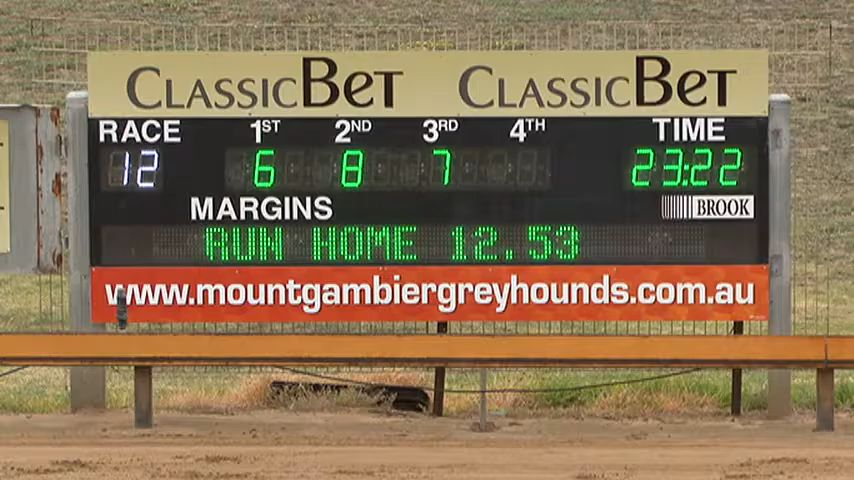 CLASSICBET CLASSICBET
RACE 1ST 2ND 3RD 4TH TIME
12 6 8 7 23:22
MARGINS BROOK
RUN HOME 12.53
www.mountgambiergreyhounds.com.au